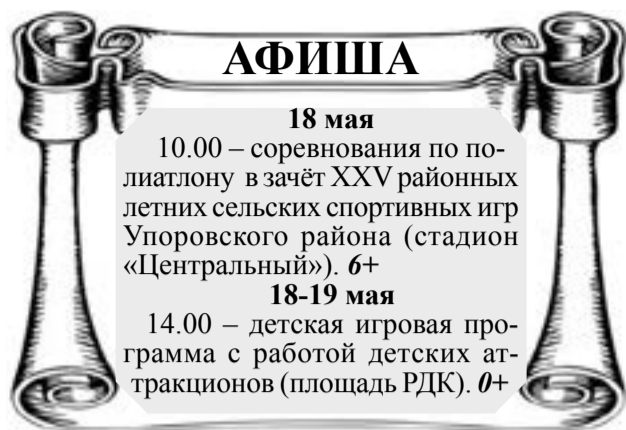 АФИША
18 мая
10.00 – соревнования по по-
лиатлону в зачёт XXV районных
летних сельских спортивных игр
Упоровского района (стадион
«Центральный»). 6+
18-19 мая
14.00 – детская игровая про-
грамма с работой детских ат-
тракционов (площадь РДК). 0+